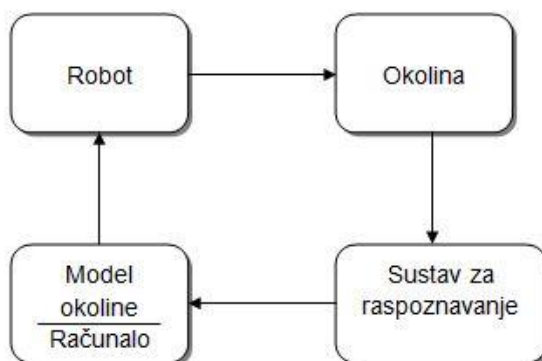 Robot
Okolina
Model
okoline
Računalo
Sustav za
raspoznavanje